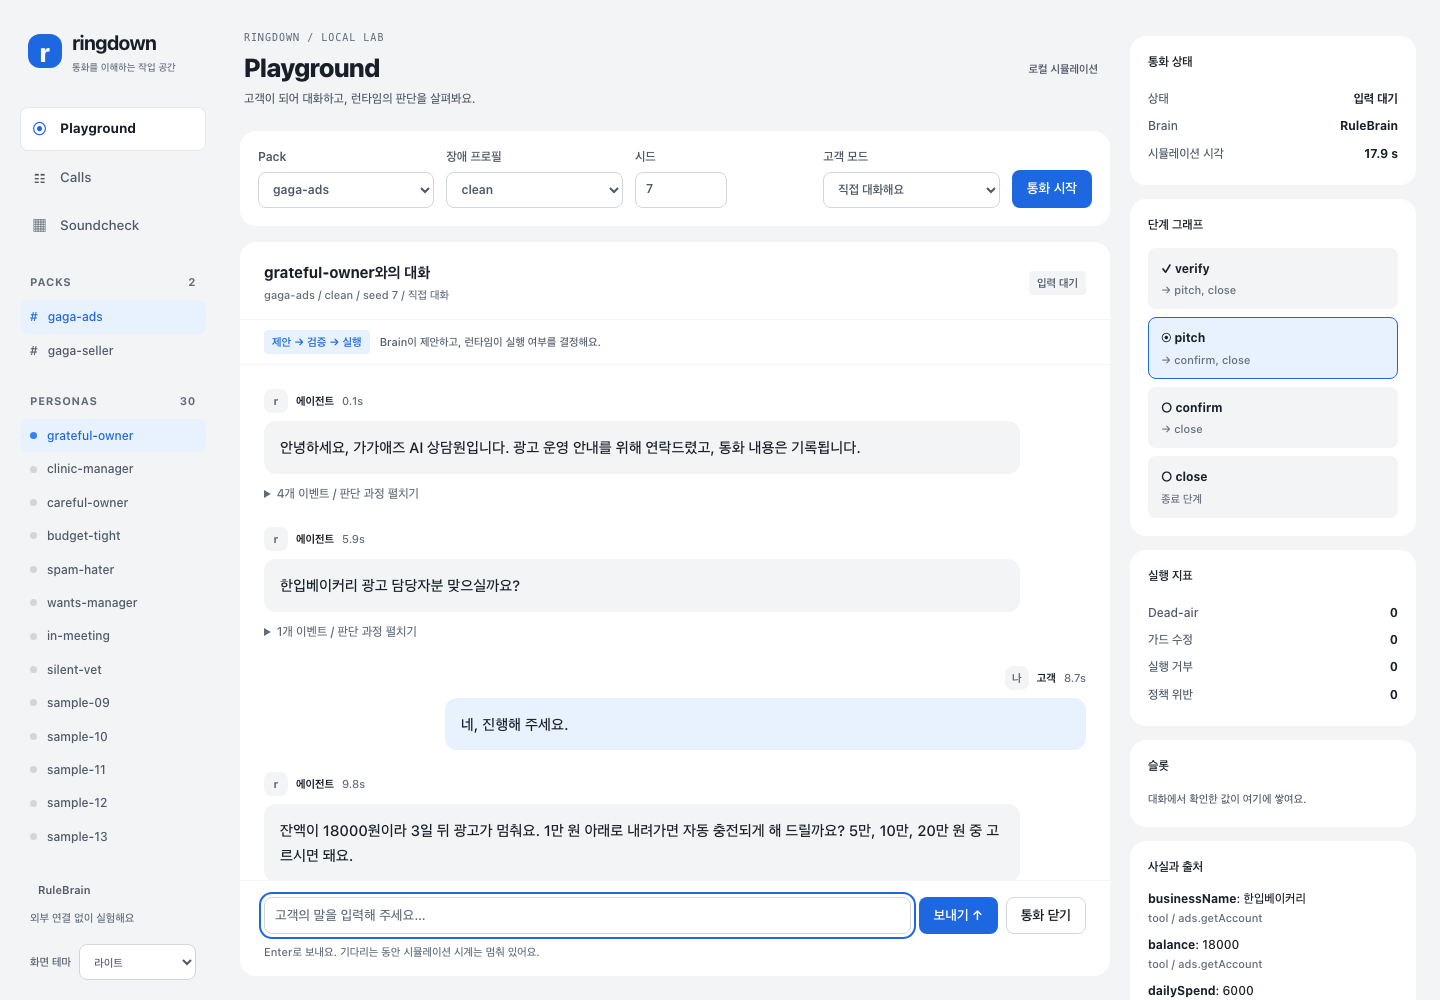 r
ringdown
통화를 이해하는 작업 공간
Playground
Calls
Soundcheck
PACKS 2
# gaga-ads
# gaga-seller
PERSONAS 30
grateful-owner
clinic-manager
careful-owner
budget-tight
spam-hater
wants-manager
in-meeting
silent-vet
sample-09
sample-10
sample-11
sample-12
sample-13
RuleBrain
외부 연결 없이 실험해요
화면 테마 라이트
RINGDOWN / LOCAL LAB
Playground
로컬 시뮬레이션
고객이 되어 대화하고, 런타임의 판단을 살펴봐요.
Pack 장애 프로필 시드 고객 모드
gaga-ads clean 7 직접 대화해요 통화 시작
grateful-owner와의 대화
gaga-ads / clean / seed 7 / 직접 대화
입력 대기
제안 → 검증 → 실행 Brain이 제안하고, 런타임이 실행 여부를 결정해요.
r 에이전트 0.1s
안녕하세요, 가가애즈 AI 상담원입니다. 광고 운영 안내를 위해 연락드렸고, 통화 내용은 기록됩니다.
▶ 4개 이벤트 / 판단 과정 펼치기
r 에이전트 5.9s
한입베이커리 광고 담당자분 맞으실까요?
▶ 1개 이벤트 / 판단 과정 펼치기
나 고객 8.7s
네, 진행해 주세요.
r 에이전트 9.8s
잔액이 18000원이라 3일 뒤 광고가 멈춰요. 1만 원 아래로 내려가면 자동 충전되게 해 드릴까요? 5만, 10만, 20만 원 중 고
르시면 돼요.
고객의 말을 입력해 주세요... 보내기 ↑ 통화 닫기
Enter로 보내요. 기다리는 동안 시뮬레이션 시계는 멈춰 있어요.
통화 상태
상태 입력 대기
Brain RuleBrain
시뮬레이션 시각 17.9 s
단계 그래프
✓ verify
→ pitch, close
pitch
→ confirm, close
confirm
→ close
close
종료 단계
실행 지표
Dead-air 0
가드 수정 0
실행 거부 0
정책 위반 0
슬롯
대화에서 확인한 값이 여기에 쌓여요.
사실과 출처
businessName: 한입베이커리
tool / ads.getAccount
balance: 18000
tool / ads.getAccount
dailySpend: 6000